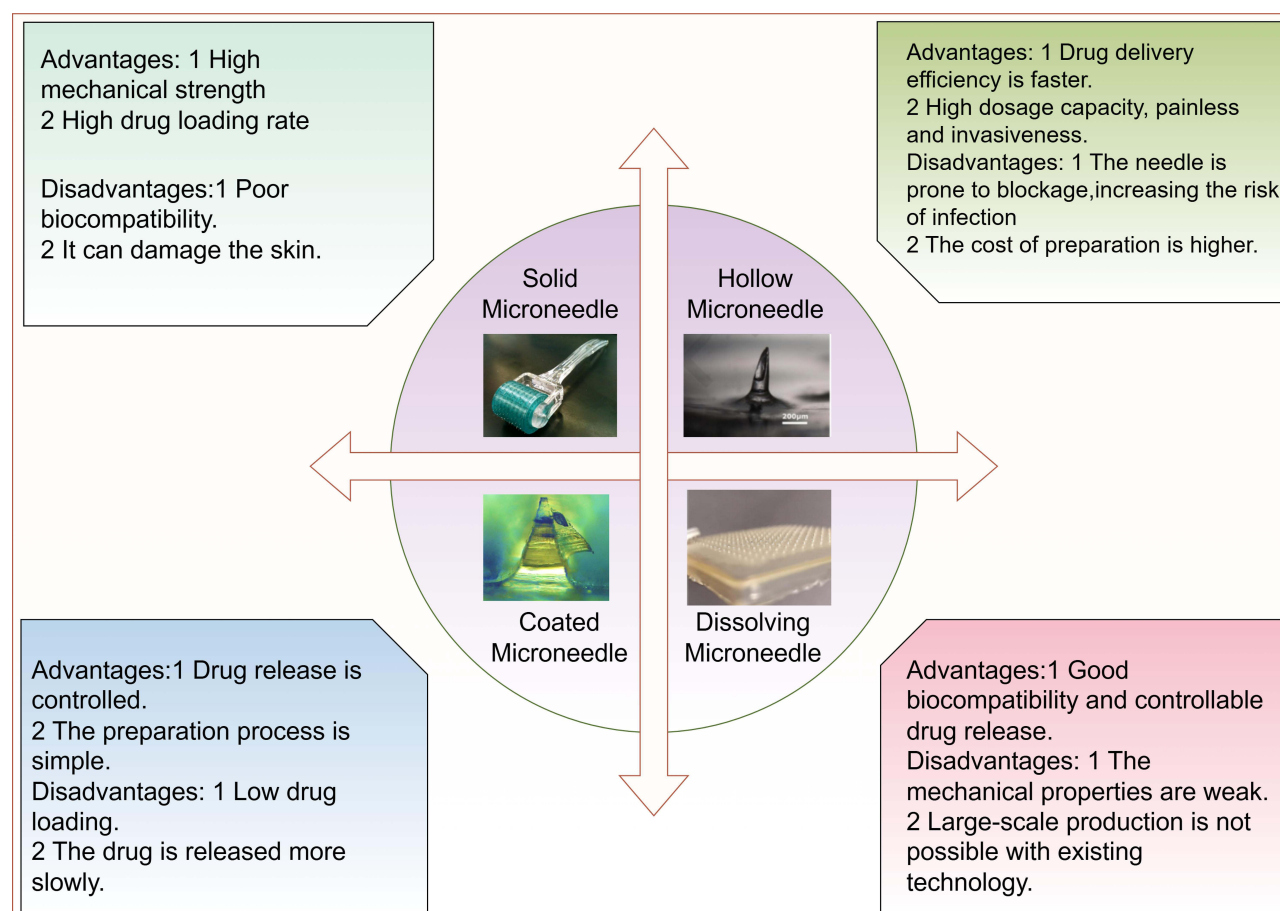 Advantages: 1 High
mechanical strength
2 High drug loading rate
Disadvantages:1 Poor
biocompatibility.
2 It can damage the skin.
Advantages: 1 Drug delivery
efficiency is faster.
2 High dosage capacity, painless
and invasiveness.
Disadvantages: 1 The needle is
prone to blockage,increasing the risk
of infection
2 The cost of preparation is higher.
Solid
Microneedle
Hollow
Microneedle
200μm
Coated
Microneedle
Dissolving
Microneedle
Advantages:1 Drug release is
controlled.
2 The preparation process is
simple.
Disadvantages: 1 Low drug
loading.
2 The drug is released more
slowly.
Advantages:1 Good
biocompatibility and controllable
drug release.
Disadvantages: 1 The
mechanical properties are weak.
2 Large-scale production is not
possible with existing
technology.